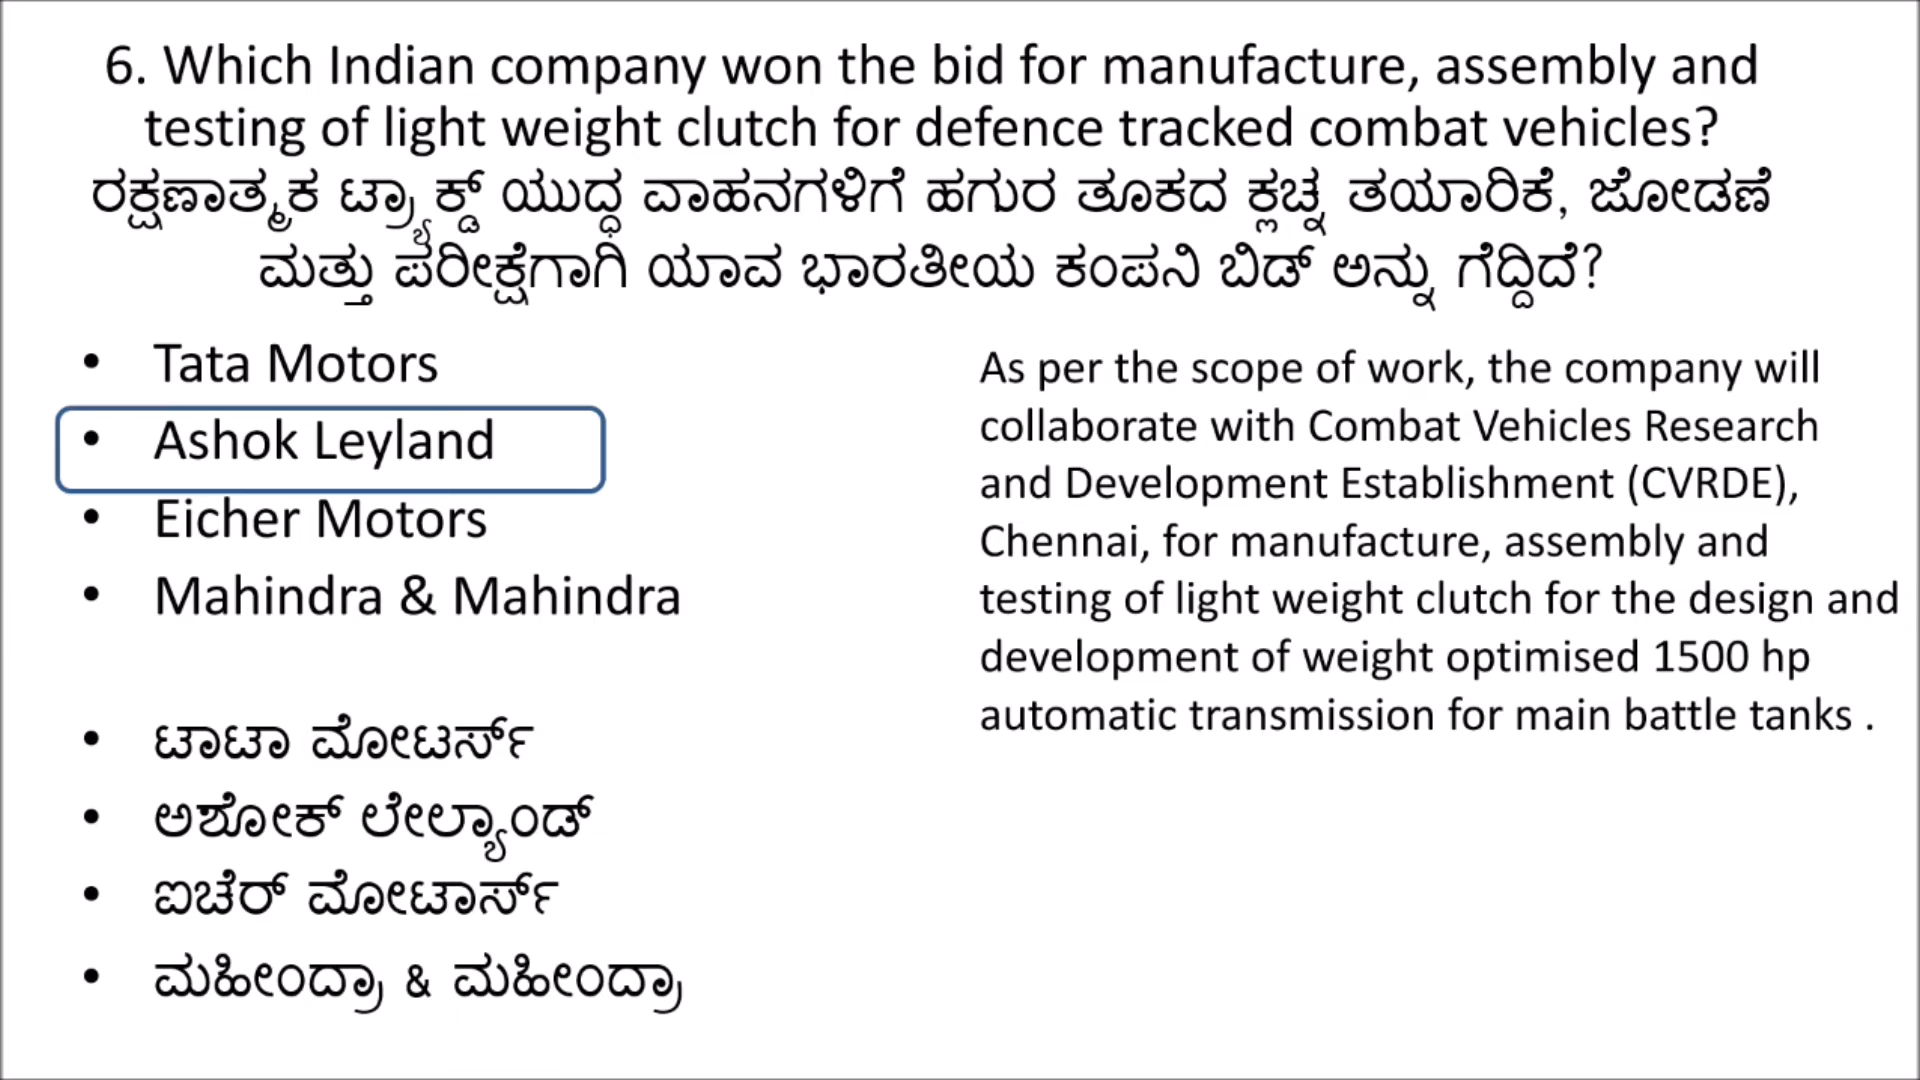 6. Which Indian company won the bid for manufacture, assembly and
testing of light weight clutch for defence tracked combat vehicles?
ರಕ್ಷಣಾತ್ಮಕ ಟ್ರ್ಯಾಕ್ಡ್ ಯುದ್ಧ ವಾಹನಗಳಿಗೆ ಹಗುರ ತೂಕದ ಕ್ಲಚ್ನ ತಯಾರಿಕೆ, ಜೋಡಣೆ
ಮತ್ತು ಪರೀಕ್ಷೆಗಾಗಿ ಯಾವ ಭಾರತೀಯ ಕಂಪನಿ ಬಿಡ್ ಅನ್ನು ಗೆದ್ದಿದೆ?
• Tata Motors
• Ashok Leyland
• Eicher Motors
• Mahindra & Mahindra
• ಟಾಟಾ ಮೋಟರ್ಸ್
• ಅಶೋಕ್ ಲೇಲ್ಯಾಂಡ್
• ಐಚೆರ್ ಮೋಟಾರ್ಸ್
• ಮಹೀಂದ್ರಾ & ಮಹೀಂದ್ರಾ
As per the scope of work, the company will
collaborate with Combat Vehicles Research
and Development Establishment (CVRDE),
Chennai, for manufacture, assembly and
testing of light weight clutch for the design and
development of weight optimised 1500 hp
automatic transmission for main battle tanks .